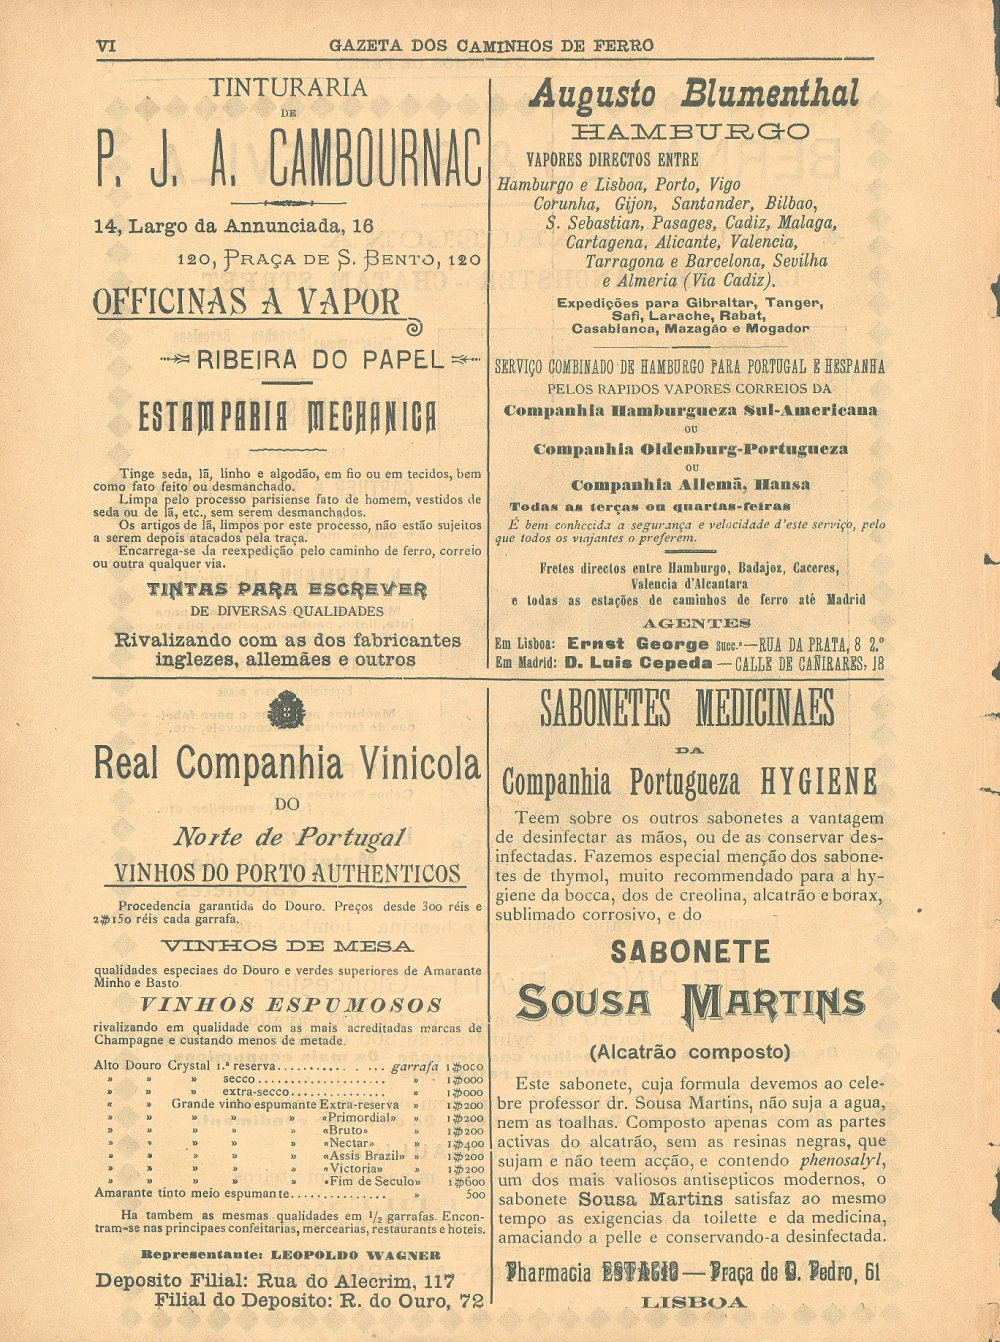 VI
GAZETA DOS CAMINHOS DE FERRO
TINTURARIA
DE
P. J. A. CAMBOURNAC
14, Largo da Annunciada, 16
120, PRAÇA DE S. BENTO, 120
OFFICINAS A VAPOR
RIBEIRA DO PAPEL
ESTAMPARIA MECHANICA
Tinge seda, lã, linho e algodão, em fio ou em tecidos, bem
como fato feito ou desmanchado.
Limpa pelo processo parisiense fato de homem, vestidos de
seda ou de lã, etc., sem serem desmanchados.
Os artigos de lã, limpos por este processo, não estão sujeitos
a serem depois atacados pela traça.
Encarrega-se da reexpedição pelo caminho de ferro, correio
ou outra qualquer via.
TINTAS PARA ESCREVER
DE DIVERSAS QUALIDADES
Rivalizando com as dos fabricantes
inglezes, allemães e outros
Augusto Blumenthal
HAMBURGO
VAPORES DIRECTOS ENTRE
Hamburgo e Lisboa, Porto, Vigo
Corunha, Gijon, Santander, Bilbao,
S. Sebastian, Pasages, Cadiz, Malaga,
Cartagena, Alicante, Valencia,
Tarragona e Barcelona, Sevilha
e Almeria (Via Cadiz).
Expedições para Gibraltar, Tanger,
Safi, Larache, Rabat,
Casablanca, Mazagão e Mogador
SERVIÇO COMBINADO DE HAMBURGO PARA PORTUGAL E HESPANHA
PELOS RAPIDOS VAPORES CORREIOS DA
Companhia Hamburgueza Sul-Americana
OU
Companhia Oldenburg-Portugueza
OU
Companhia Allemã, Hansa
Todas as terças ou quartas-feiras
É bem conhecida a segurança e velocidade d'este serviço, pelo
que todos os viajantes o preferem.
Fretes directos entre Hamburgo, Badajoz, Caceres,
Valencia d'Alcantara
e todas as estações de caminhos de ferro até Madrid
AGENTES
Em Lisboa: Ernst George Succ.ª—RUA DA PRATA, 8 2.º
Em Madrid: D. Luis Cepeda — CALLE DE CAÑIRARES, 18
Real Companhia Vinicola
DO
Norte de Portugal
VINHOS DO PORTO AUTHENTICOS
Procedencia garantida do Douro. Preços desde 300 réis e
2$150 réis cada garrafa.
VINHOS DE MESA
qualidades especiaes do Douro e verdes superiores de Amarante
Minho e Basto
VINHOS ESPUMOSOS
rivalizando em qualidade com as mais acreditadas marcas de
Champagne e custando menos de metade.
Alto Douro Crystal 1.ª reserva............ . ... garrafa 1$000
» » » secco..................... » 1$000
» » » extra-secco............... » 1$000
» » Grande vinho espumante Extra-reserva » 1$200
» » » » » «Primordial» » 1$200
» » » » » «Bruto» » 1$200
» » » » » «Nectar» » 1$400
» » » » » «Assis Brazil» » 1$200
» » » » » «Victoria» » 1$200
» » » » » «Fim de Seculo» » 1$600
Amarante tinto meio espumante............... » 500
Ha tambem as mesmas qualidades em 1/2 garrafas. Encon-
tram-se nas principaes confeitarias, mercearias, restaurants e hoteis.
Representante: LEOPOLDO WAGNER
Deposito Filial: Rua do Alecrim, 117
Filial do Deposito: R. do Ouro, 72
SABONETES MEDICINAES
DA
Companhia Portugueza HYGIENE
Teem sobre os outros sabonetes a vantagem
de desinfectar as mãos, ou de as conservar des-
infectadas. Fazemos especial menção dos sabone-
tes de thymol, muito recommendado para a hy-
giene da bocca, dos de creolina, alcatrão e borax,
sublimado corrosivo, e do
SABONETE
SOUSA MARTINS
(Alcatrão composto)
Este sabonete, cuja formula devemos ao cele-
bre professor dr. Sousa Martins, não suja a agua,
nem as toalhas. Composto apenas com as partes
activas do alcatrão, sem as resinas negras, que
sujam e não teem acção, e contendo phenosalyl,
um dos mais valiosos antisepticos modernos, o
sabonete Sousa Martins satisfaz ao mesmo
tempo as exigencias da toilette e da medicina,
amaciando a pelle e conservando-a desinfectada.
Pharmacia ESTACIO — Praça de D. Pedro, 61
LISBOA